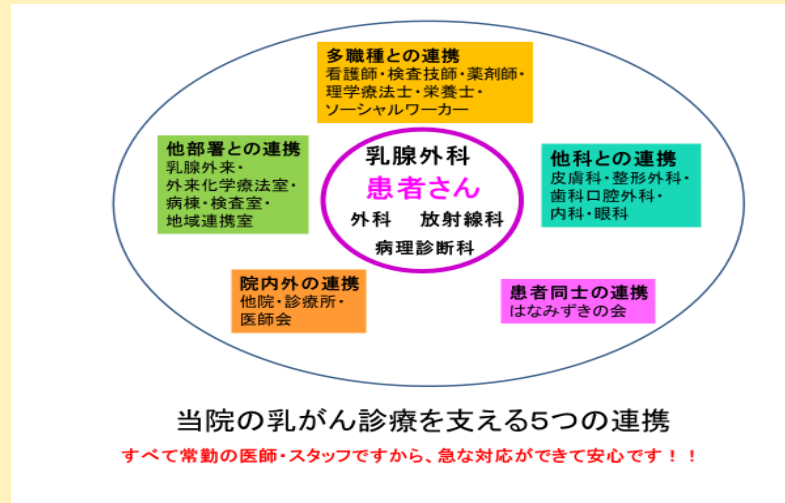 多職種との連携
看護師・検査技師・薬剤師・
理学療法士・栄養士・
ソーシャルワーカー
他部署との連携
乳腺外来・
外来化学療法室・
病棟・検査室・
地域連携室
乳腺外科
患者さん
外科 放射線科
病理診断科
他科との連携
皮膚科・整形外科・
歯科口腔外科・
内科・眼科
院内外の連携
他院・診療所・
医師会
患者同士の連携
はなみずきの会
当院の乳がん診療を支える5つの連携
すべて常勤の医師・スタッフですから、急な対応ができて安心です！！